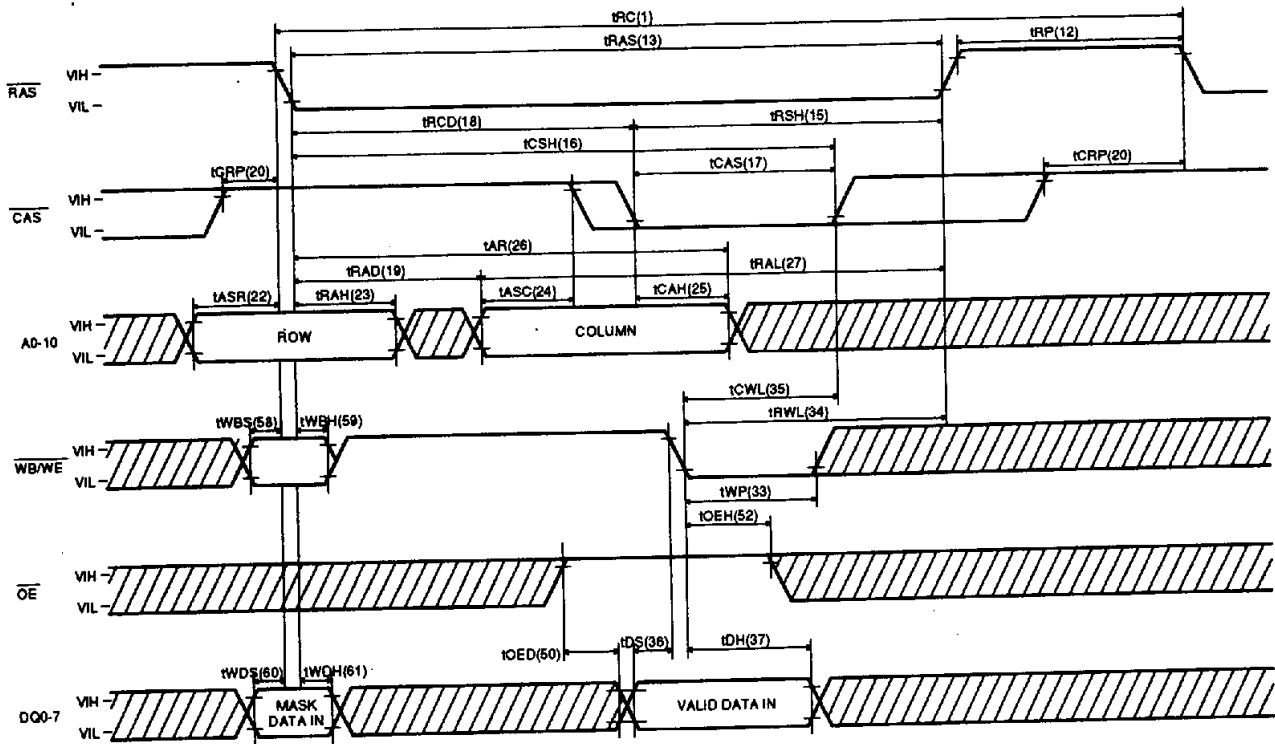 tRC(1)
tRAS(13)
tRP(12)
RAS
VIH
VIL
tRCD(18)
tRSH(15)
tCSH(16)
tCRP(20)
tCAS(17)
tCRP(20)
CAS
VIH
VIL
tAR(26)
tRAD(19)
tRAL(27)
tASR(22)
tRAH(23)
tASC(24)
tCAH(25)
A0-10
VIH
VIL
ROW
COLUMN
tCWL(35)
tRWL(34)
tWBS(58)
tWBH(59)
WB/WE
VIH
VIL
tWP(33)
tOEH(52)
OE
VIH
VIL
tOED(50)
tDS(36)
tDH(37)
tWDS(60)
tWDH(61)
DQ0-7
VIH
VIL
MASK
DATA IN
VALID DATA IN